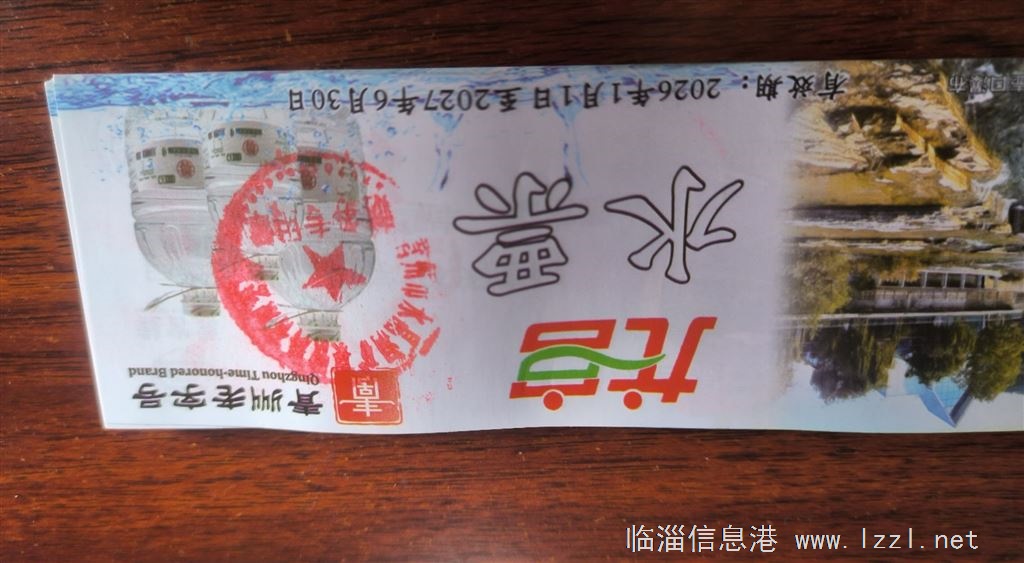 龙宫
青州老字号
Qingzhou Time-honored Brand
水票
有效期：2026年1月1日至2027年6月30日
临淄信息港 www.lzzl.net